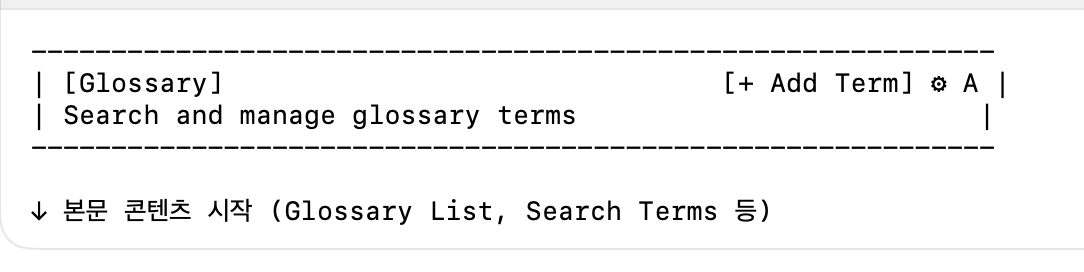 ------------------------------------------------------------
| [Glossary]                               [+ Add Term] ⚙ A |
| Search and manage glossary terms                         |
------------------------------------------------------------
↓ 본문 콘텐츠 시작 (Glossary List, Search Terms 등)